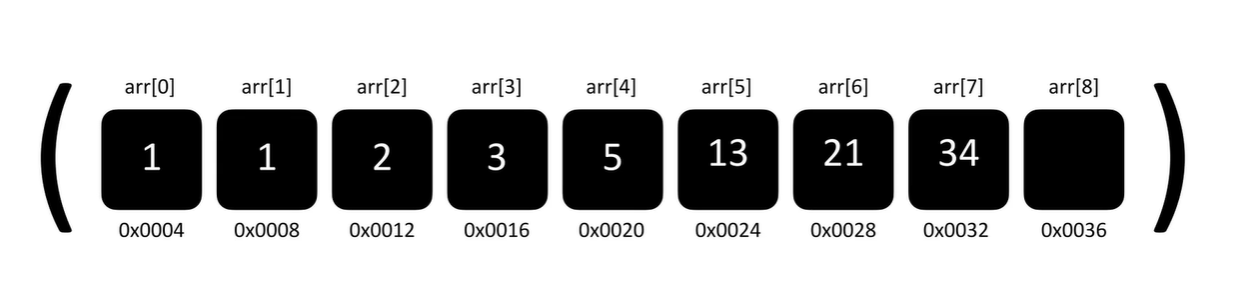 arr[0] arr[1] arr[2] arr[3] arr[4] arr[5] arr[6] arr[7] arr[8]
( 1 1 2 3 5 13 21 34 )
0x0004 0x0008 0x0012 0x0016 0x0020 0x0024 0x0028 0x0032 0x0036